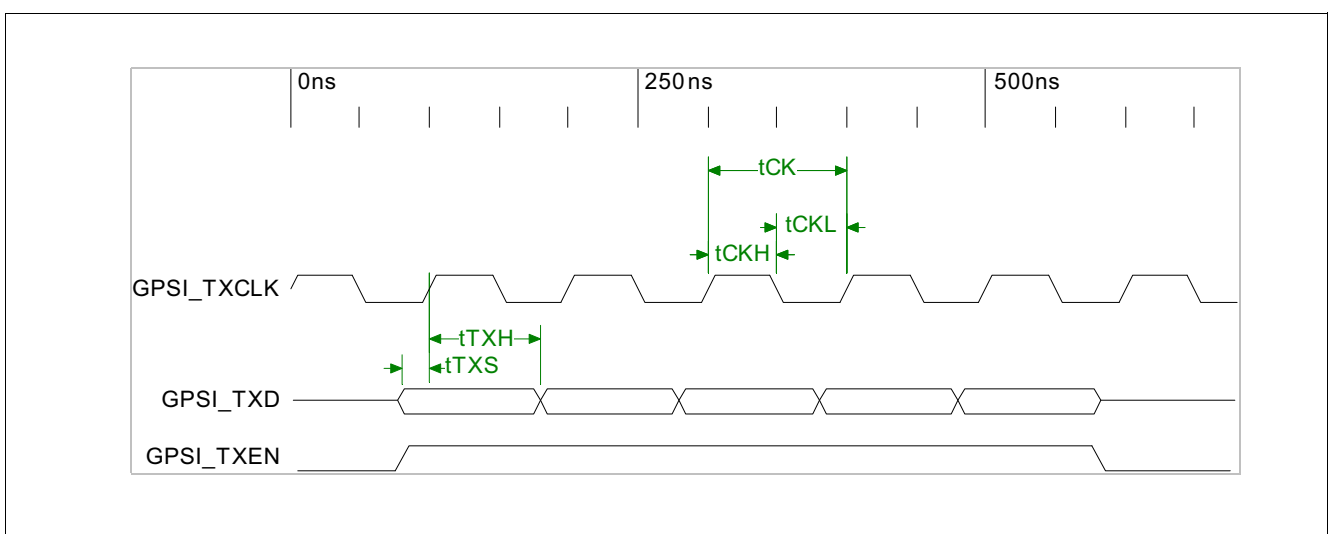 0ns 250ns 500ns
tCK
tCKL
tCKH
GPSI_TXCLK
tTXH
tTXS
GPSI_TXD
GPSI_TXEN